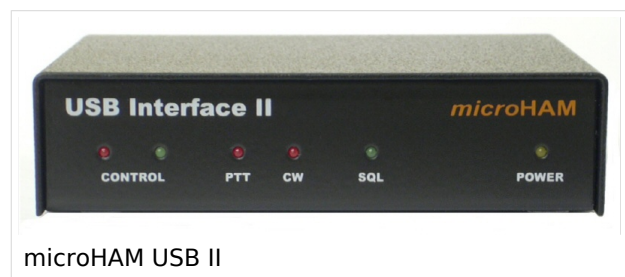 USB Interface II
microHAM
CONTROL PTT CW SQL POWER
microHAM USB II